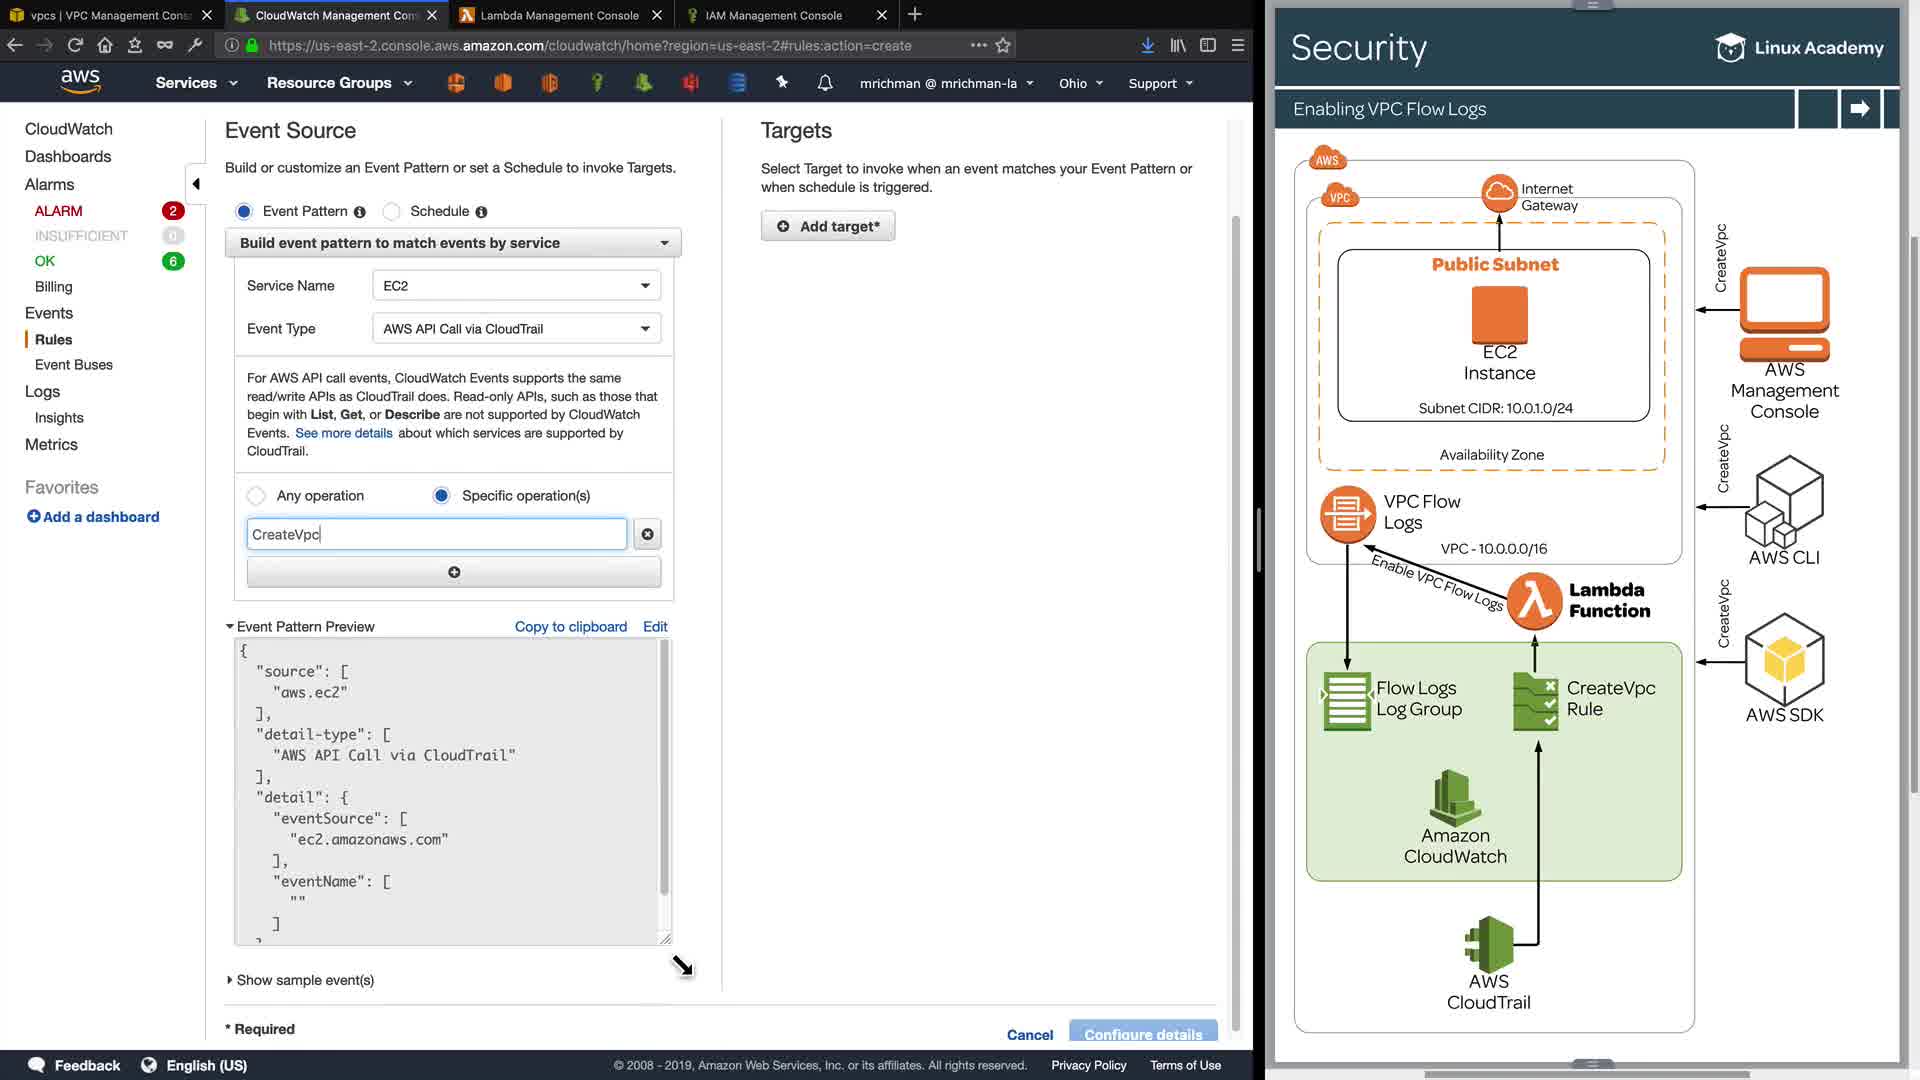 vpcs | VPC Management Cons
CloudWatch Management Con
Lambda Management Console
IAM Management Console
https://us-east-2.console.aws.amazon.com/cloudwatch/home?region=us-east-2#rules:action=create
aws
Services
Resource Groups
mrichman @ mrichman-la
Ohio
Support
CloudWatch
Dashboards
Alarms
ALARM 2
INSUFFICIENT 0
OK 6
Billing
Events
Rules
Event Buses
Logs
Insights
Metrics
Favorites
Add a dashboard
Event Source
Build or customize an Event Pattern or set a Schedule to invoke Targets.
Event Pattern
Schedule
Build event pattern to match events by service
Service Name EC2
Event Type AWS API Call via CloudTrail
For AWS API call events, CloudWatch Events supports the same
read/write APIs as CloudTrail does. Read-only APIs, such as those that
begin with List, Get, or Describe are not supported by CloudWatch
Events. See more details about which services are supported by
CloudTrail.
Any operation
Specific operation(s)
CreateVpc
Event Pattern Preview
Copy to clipboard
Edit
{
"source": [
"aws.ec2"
],
"detail-type": [
"AWS API Call via CloudTrail"
],
"detail": {
"eventSource": [
"ec2.amazonaws.com"
],
"eventName": [
""
]
Show sample event(s)
* Required
Cancel
Configure details
Targets
Select Target to invoke when an event matches your Event Pattern or
when schedule is triggered.
Add target*
Feedback
English (US)
© 2008 - 2019, Amazon Web Services, Inc. or its affiliates. All rights reserved.
Privacy Policy
Terms of Use
Security
Linux Academy
Enabling VPC Flow Logs
AWS
VPC
Internet
Gateway
Public Subnet
EC2
Instance
Subnet CIDR: 10.0.1.0/24
Availability Zone
VPC Flow
Logs
VPC - 10.0.0.0/16
Enable VPC Flow Logs
Lambda
Function
Flow Logs
Log Group
CreateVpc
Rule
Amazon
CloudWatch
AWS
CloudTrail
CreateVpc
AWS
Management
Console
CreateVpc
AWS CLI
CreateVpc
AWS SDK